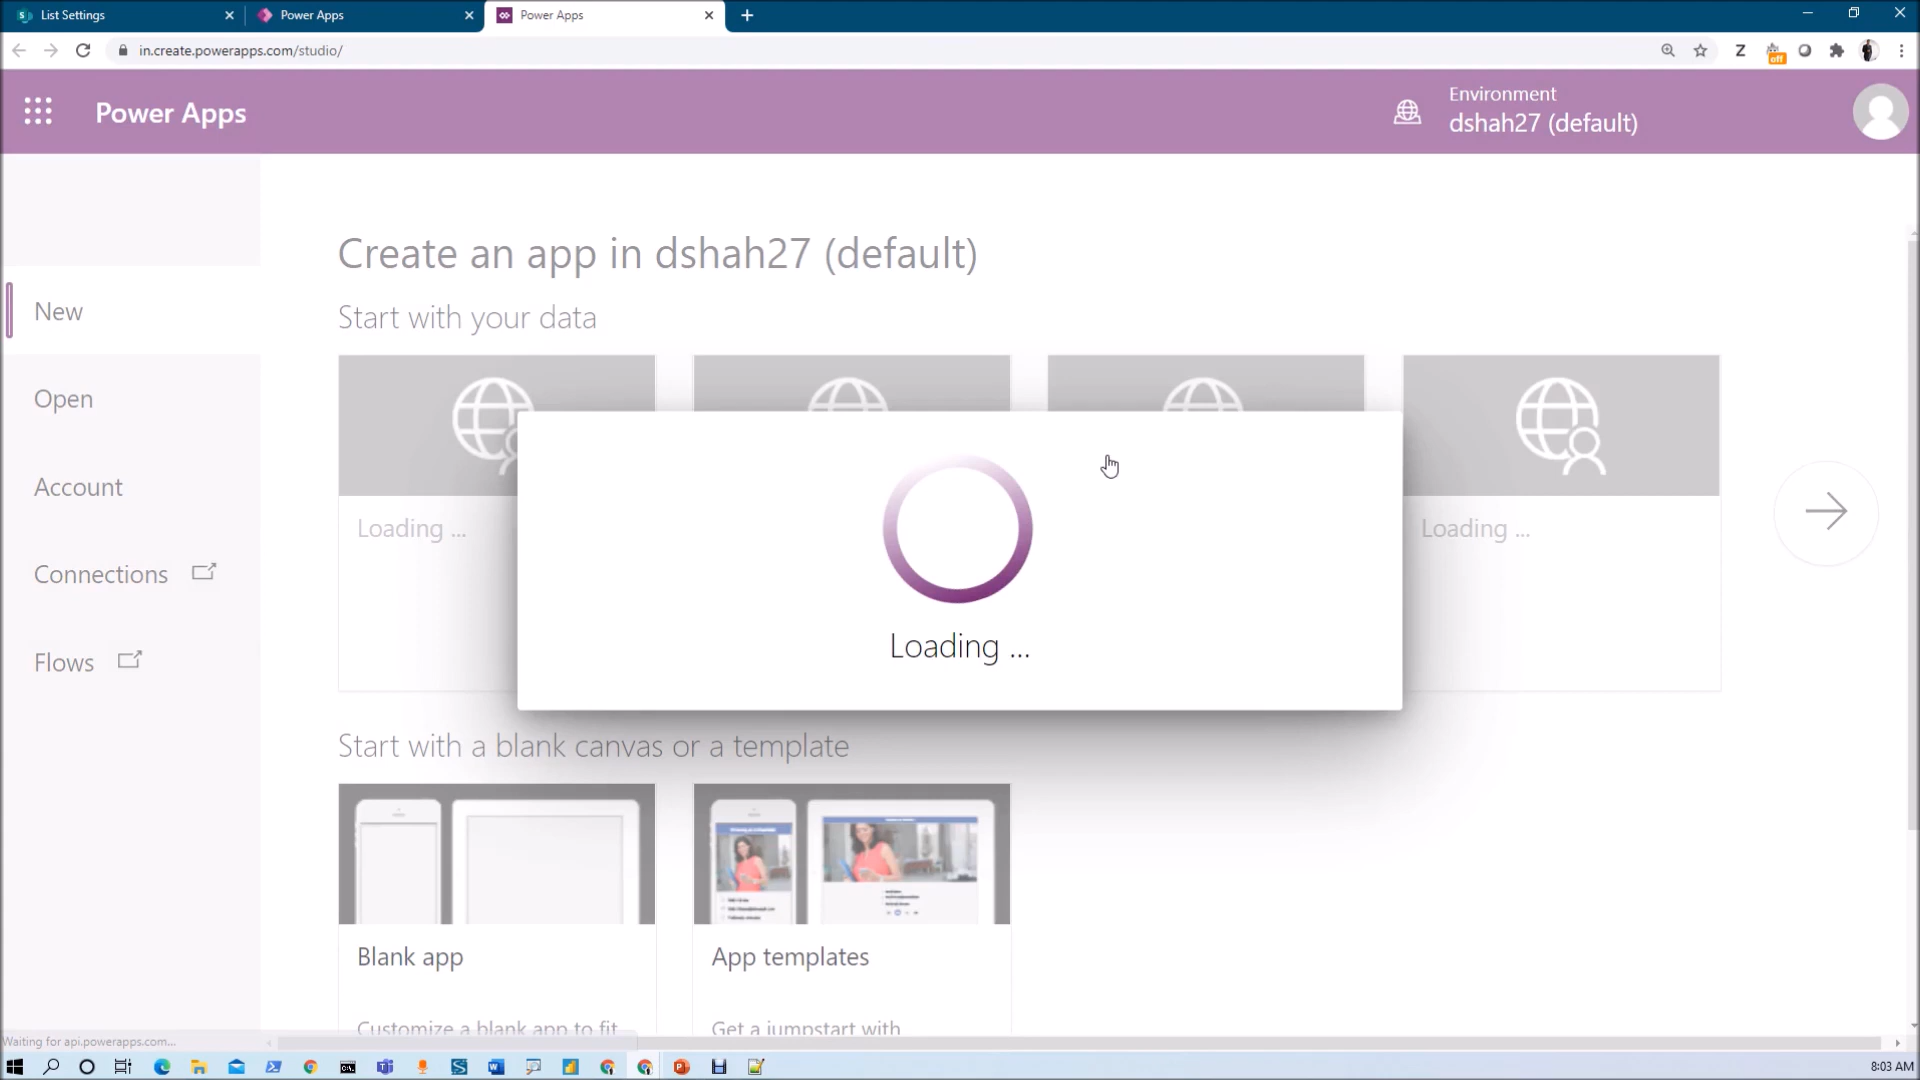 List Settings
Power Apps
Power Apps
in.create.powerapps.com/studio/
Z
off
Power Apps
Environment
dshah27 (default)
Create an app in dshah27 (default)
Start with your data
New
Open
Account
Connections
Flows
Loading ...
Loading ...
Loading ...
Start with a blank canvas or a template
Blank app
App templates
Customize a blank app to fit
Get a jumpstart with
Waiting for api.powerapps.com...
8:03 AM